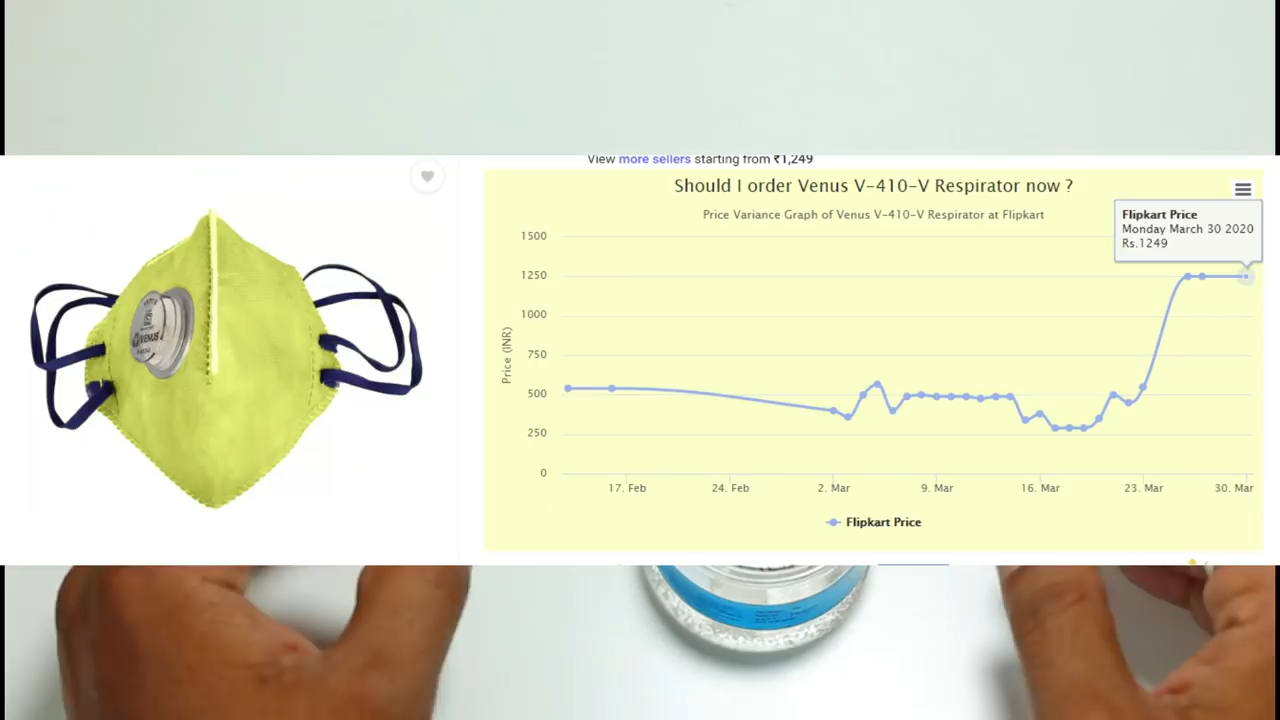 View more sellers starting from ₹1,249
Should I order Venus V-410-V Respirator now ?
Price Variance Graph of Venus V-410-V Respirator at Flipkart
Flipkart Price
Monday March 30 2020
Rs.1249
Price (INR)
1500
1250
1000
750
500
250
0
17. Feb
24. Feb
2. Mar
9. Mar
16. Mar
23. Mar
30. Mar
Flipkart Price
VENUS